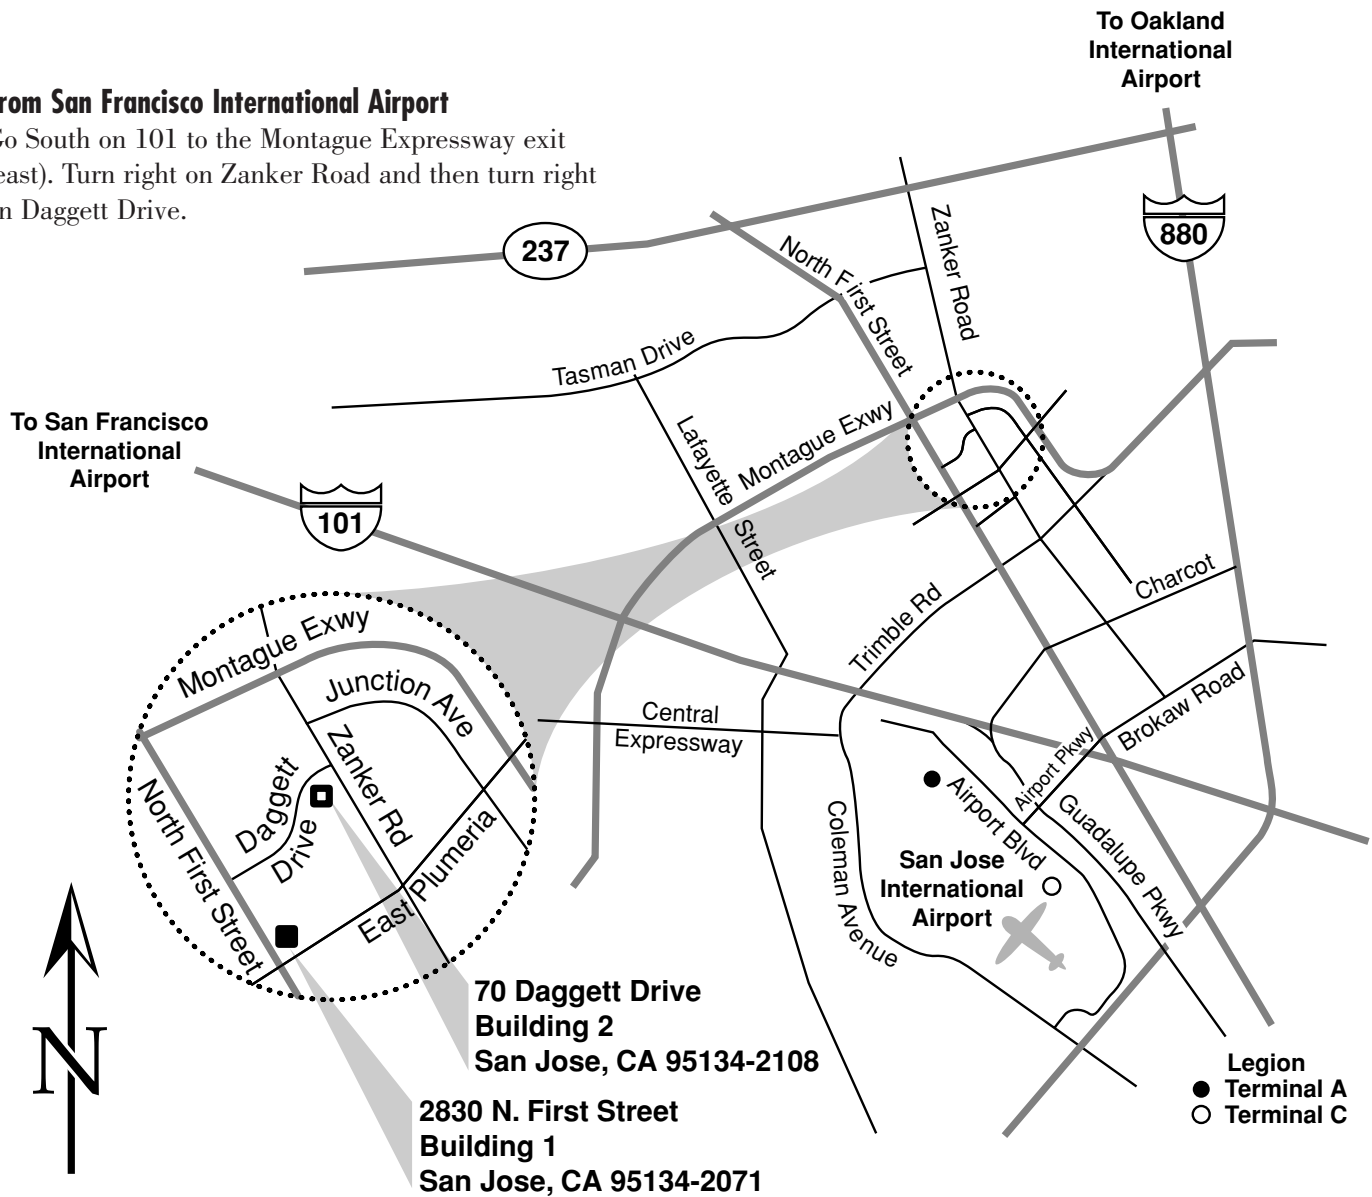 To Oakland
International
Airport
rom San Francisco International Airport
Go South on 101 to the Montague Expressway exit
east). Turn right on Zanker Road and then turn right
n Daggett Drive.
237
880
North First Street
Zanker Road
Tasman Drive
To San Francisco
International
Airport
101
Lafayette Street
Montague Exwy
Charcot
Trimble Rd
Central
Expressway
Brokaw Road
Airport Pkwy
Airport Blvd
Guadalupe Pkwy
Coleman Avenue
San Jose
International
Airport
Montague Exwy
Junction Ave
Zanker Rd
Daggett
Drive
North First Street
East Plumeria
N
70 Daggett Drive
Building 2
San Jose, CA 95134-2108
2830 N. First Street
Building 1
San Jose, CA 95134-2071
Legion
Terminal A
Terminal C